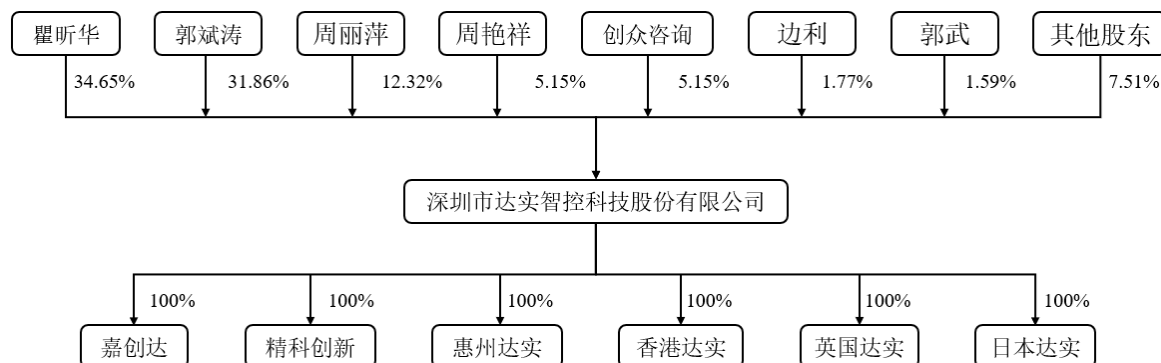 瞿昕华
郭斌涛
周丽萍
周艳祥
创众咨询
边利
郭武
其他股东
34.65%
31.86%
12.32%
5.15%
5.15%
1.77%
1.59%
7.51%
深圳市达实智控科技股份有限公司
100%
100%
100%
100%
100%
100%
嘉创达
精科创新
惠州达实
香港达实
英国达实
日本达实